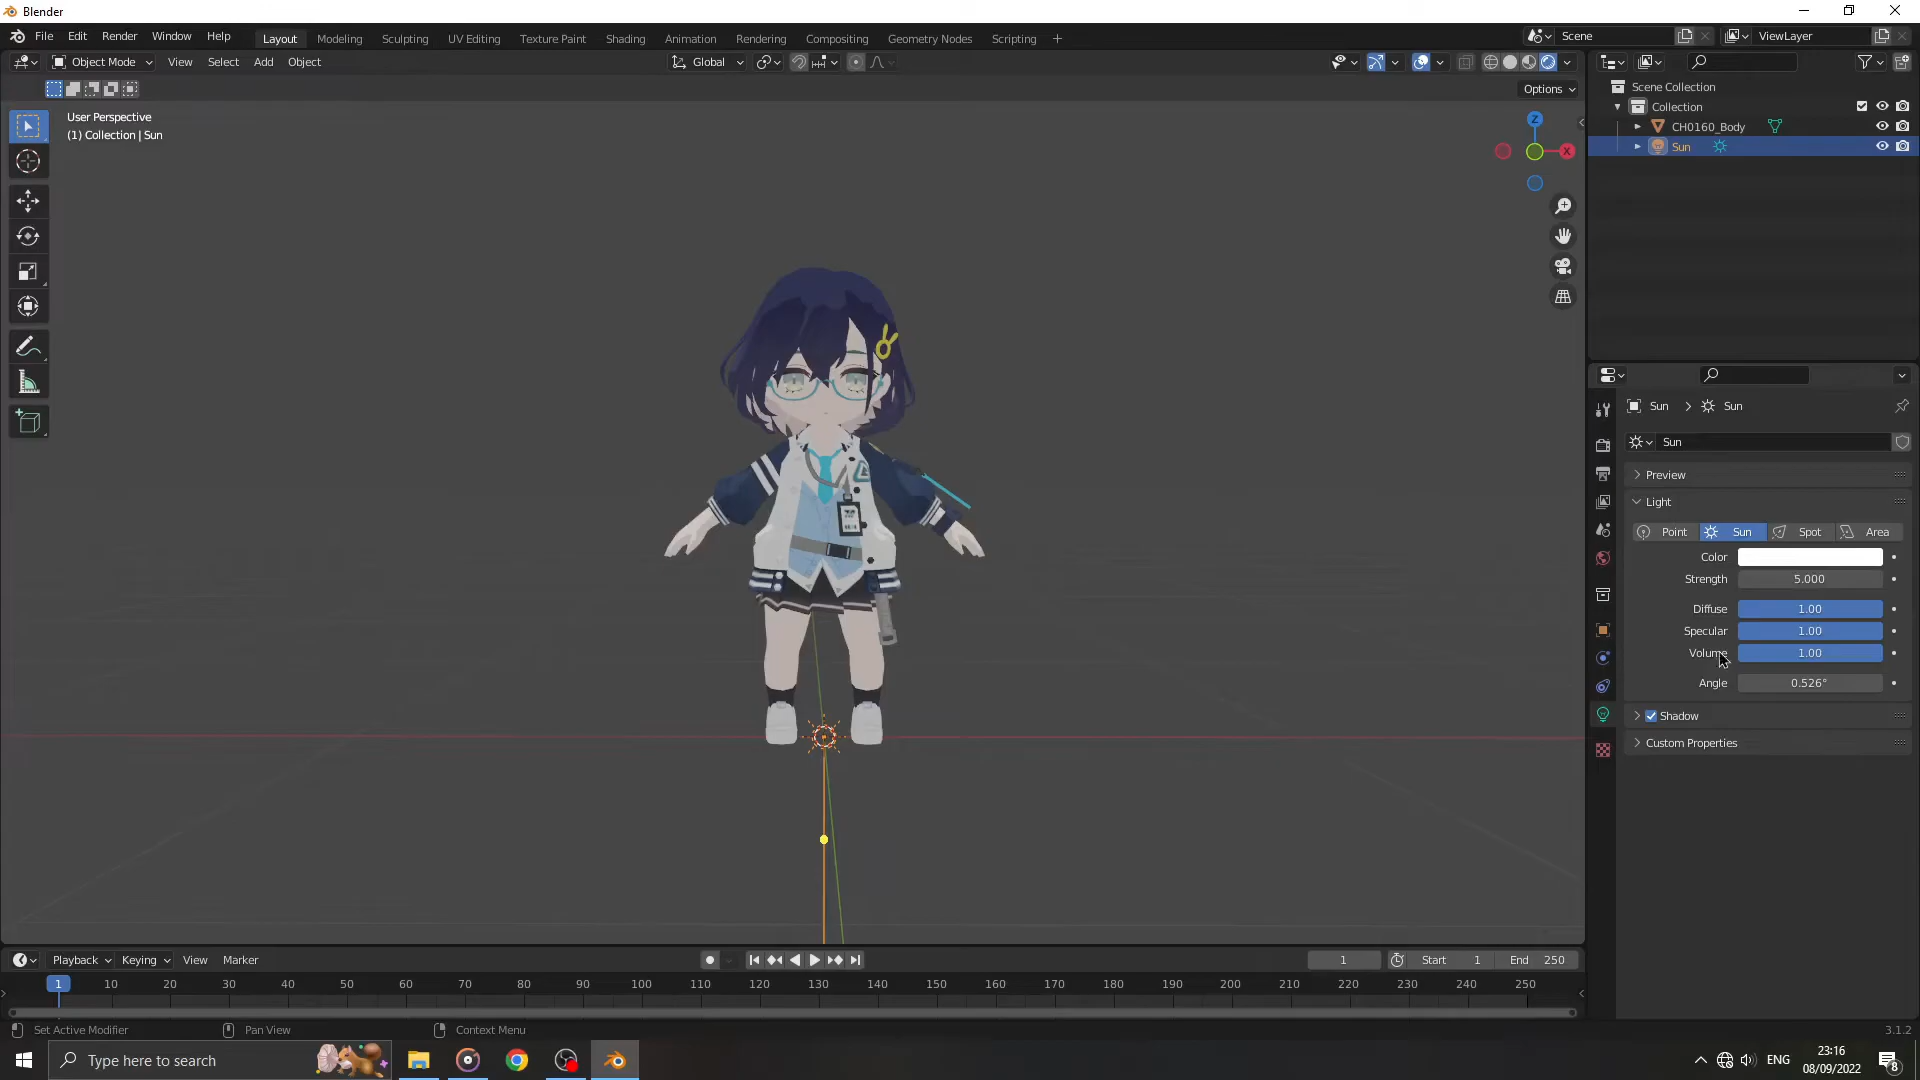 Blender
File Edit Render Window Help Layout Modeling Sculpting UV Editing Texture Paint Shading Animation Rendering Compositing Geometry Nodes Scripting Scene ViewLayer
Object Mode View Select Add Object Global
Options
User Perspective
(1) Collection | Sun
Z
X
Scene Collection
Collection
CH0160_Body
Sun
Sun Sun
Sun
Preview
Light
Point Sun Spot Area
Color
Strength 5.000
Diffuse 1.00
Specular 1.00
Volume 1.00
Angle 0.526°
Shadow
Custom Properties
Playback Keying View Marker 1 Start 1 End 250
1 10 20 30 40 50 60 70 80 90 100 110 120 130 140 150 160 170 180 190 200 210 220 230 240 250
Set Active Modifier Pan View Context Menu 3.1.2
Type here to search ENG 23:16
08/09/2022 8